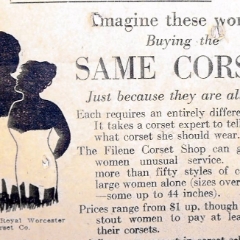 Imagine these wo
Buying the
SAME CORS
Just because they are al
Each requires an entirely differe
It takes a corset expert to tell
what corset she should wear.
The Filene Corset Shop can g
women unusual service.
more than fifty styles of c
large women alone (sizes over
—some up to 44 inches).
Prices range from $1 up, thoug
stout women to pay at lea
their corsets.
Royal Worcester
rset Co.